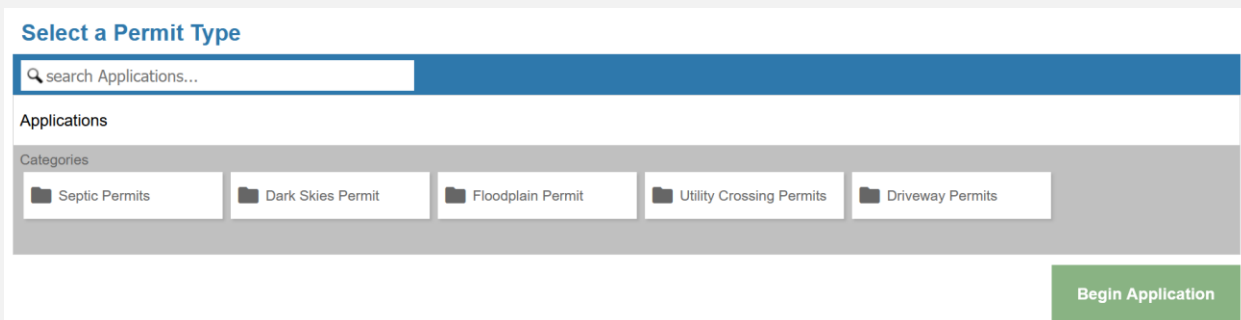 Select a Permit Type
search Applications...
Applications
Categories
Septic Permits
Dark Skies Permit
Floodplain Permit
Utility Crossing Permits
Driveway Permits
Begin Application